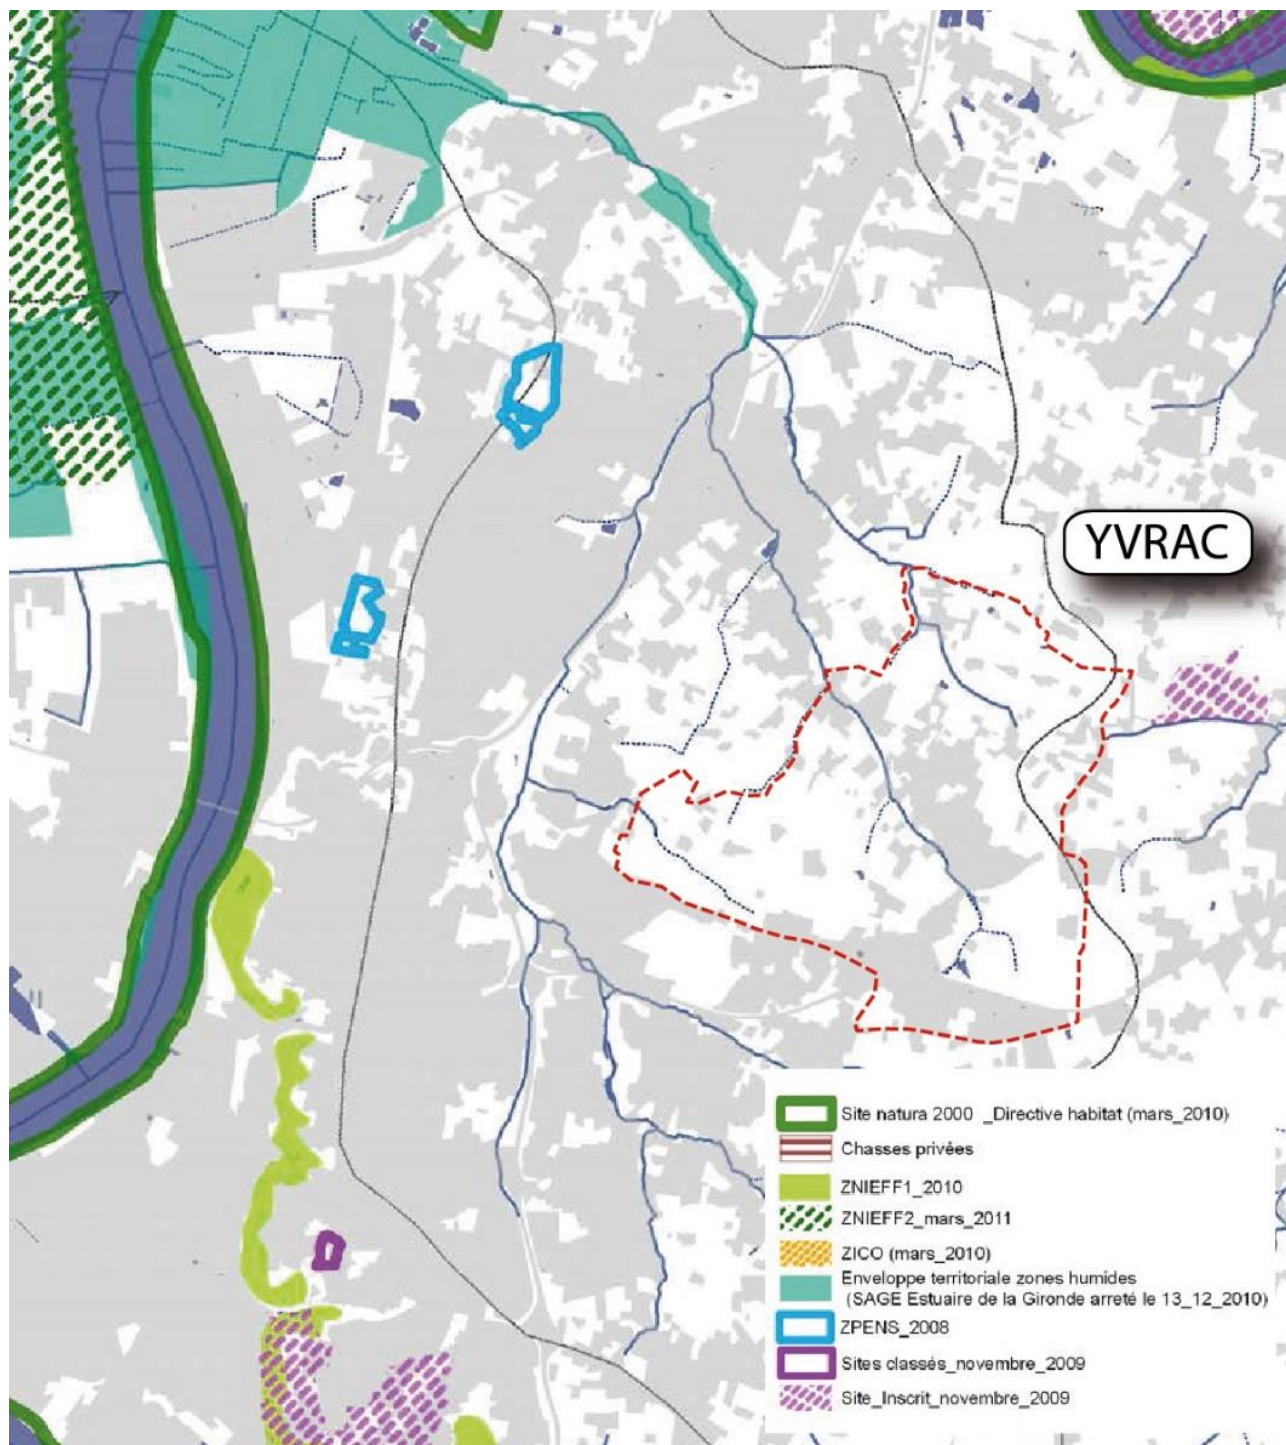 YVRAC
Site natura 2000 _Directive habitat (mars_2010)
Chasses privées
ZNIEFF1_2010
ZNIEFF2_mars_2011
ZICO (mars_2010)
Enveloppe territoriale zones humides
(SAGE Estuaire de la Gironde arreté le 13_12_2010)
ZPENS_2008
Sites classés_novembre_2009
Site_Inscrit_novembre_2009